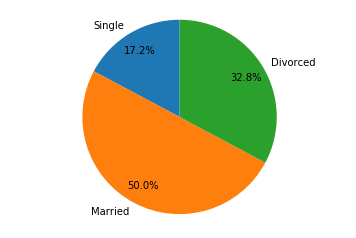 Single
17.2%
Divorced
32.8%
50.0%
Married